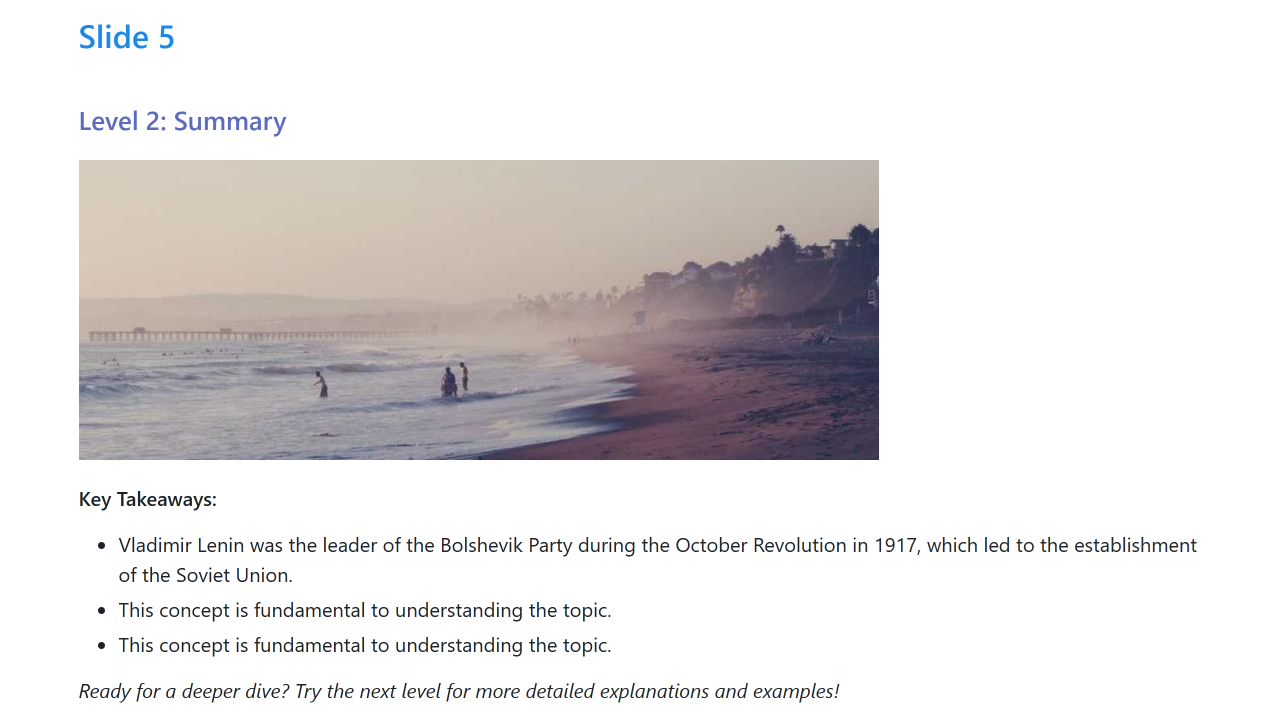 Slide 5
Level 2: Summary
Key Takeaways:
• Vladimir Lenin was the leader of the Bolshevik Party during the October Revolution in 1917, which led to the establishment
of the Soviet Union.
• This concept is fundamental to understanding the topic.
• This concept is fundamental to understanding the topic.
Ready for a deeper dive? Try the next level for more detailed explanations and examples!